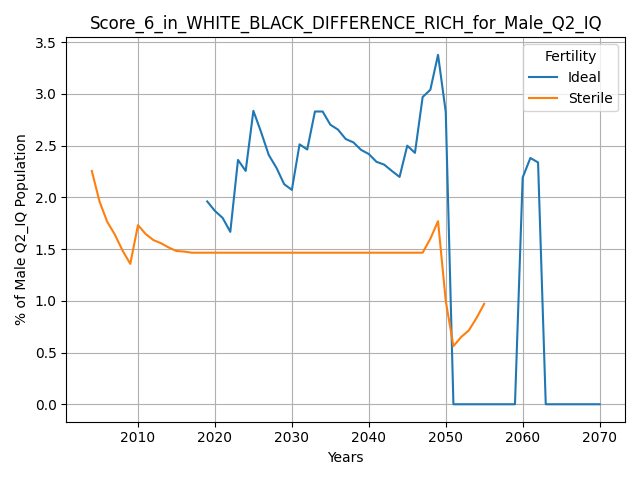 Score_6_in_WHITE_BLACK_DIFFERENCE_RICH_for_Male_Q2_IQ
Fertility
Ideal
Sterile
% of Male Q2_IQ Population
3.5
3.0
2.5
2.0
1.5
1.0
0.5
0.0
2010 2020 2030 2040 2050 2060 2070
Years